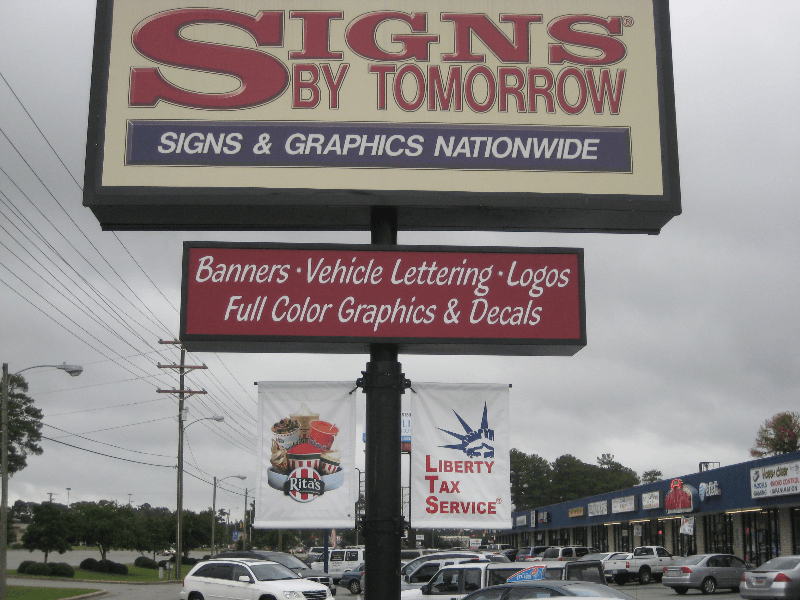 SIGNS
BY TOMORROW
SIGNS & GRAPHICS NATIONWIDE
Banners · Vehicle Lettering · Logos
Full Color Graphics & Decals
Rita's
LIBERTY
TAX
SERVICE®